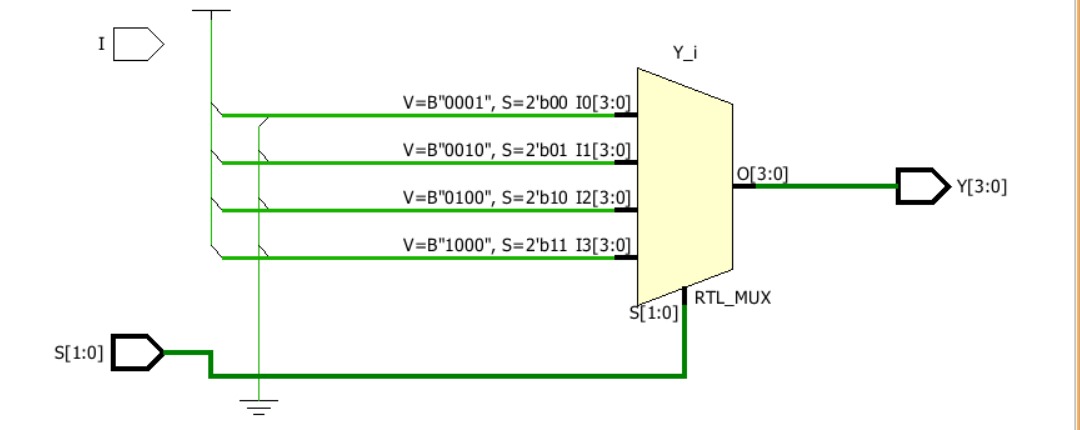 Y_i
I
V=B"0001", S=2'b00 I0[3:0]
V=B"0010", S=2'b01 I1[3:0]
O[3:0]
Y[3:0]
V=B"0100", S=2'b10 I2[3:0]
V=B"1000", S=2'b11 I3[3:0]
RTL_MUX
S[1:0]
S[1:0]